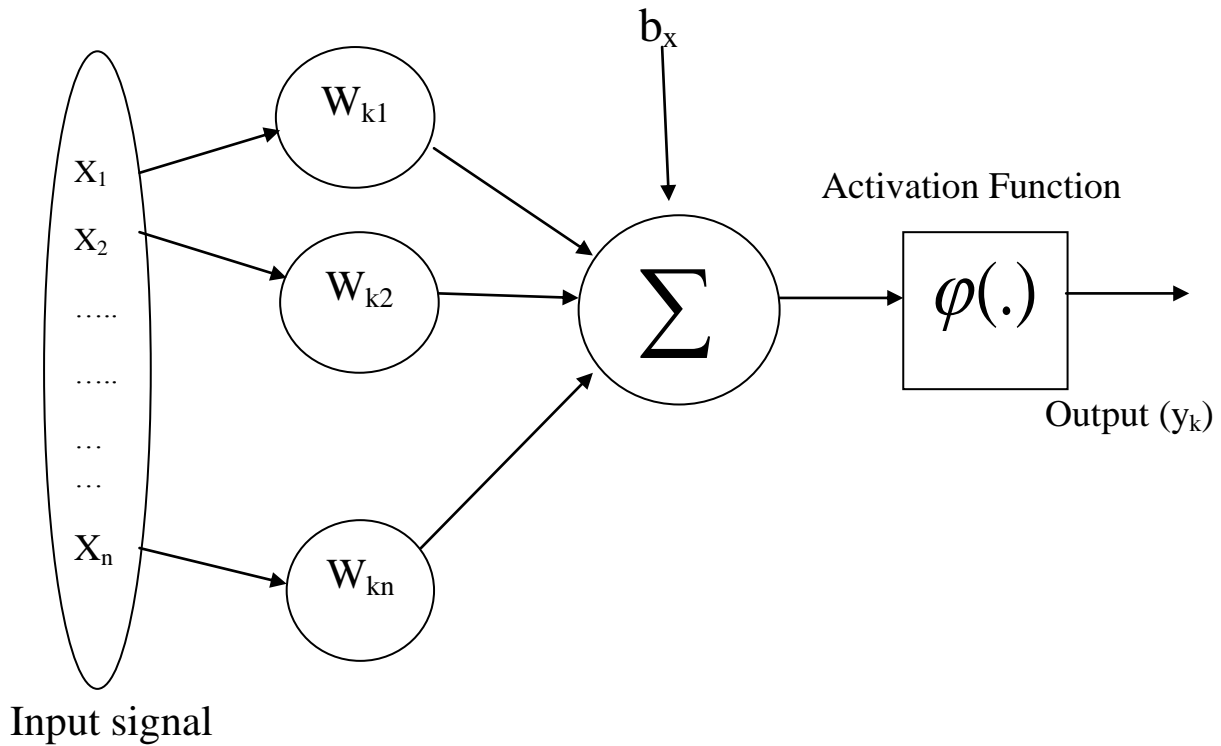 b_x
W_k1
X_1
Activation Function
X_2
W_k2
∑
φ(.)
.....
.....
Output (y_k)
...
...
X_n
W_kn
Input signal